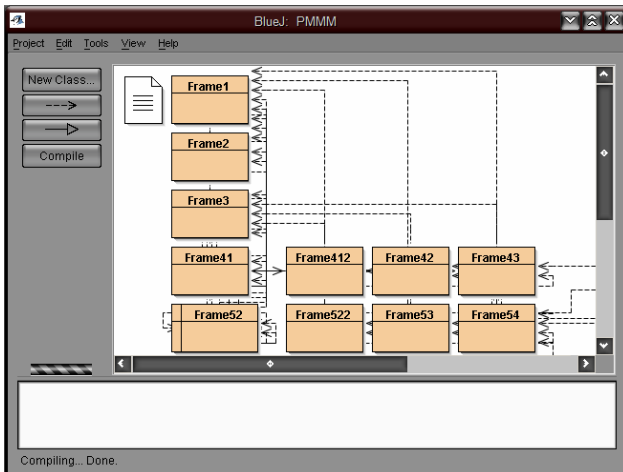 BlueJ: PMMM
Project Edit Tools View Help
New Class...
Compile
Frame1
Frame2
Frame3
Frame41 Frame412 Frame42 Frame43
Frame52 Frame522 Frame53 Frame54
Compiling... Done.